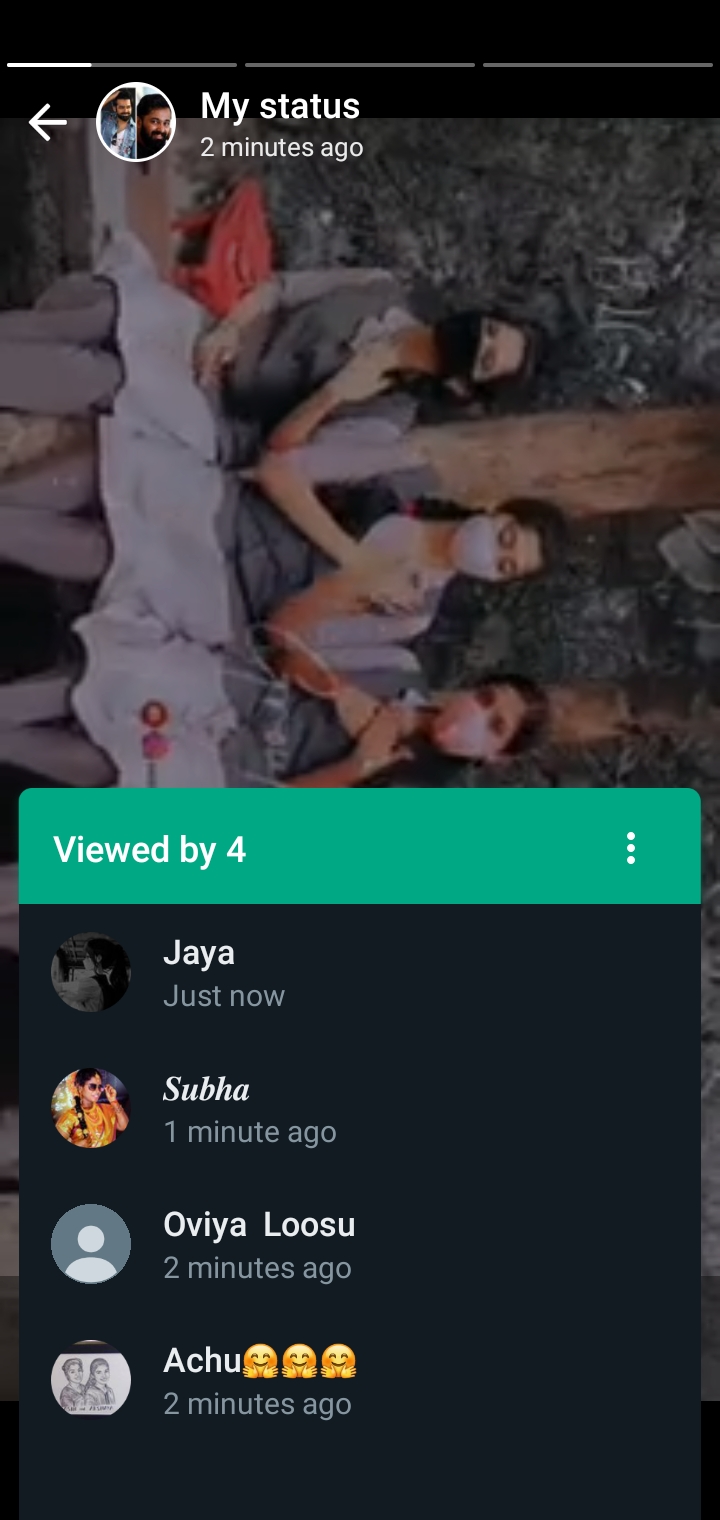 My status
2 minutes ago
Viewed by 4
Jaya
Just now
Subha
1 minute ago
Oviya Loosu
2 minutes ago
Achu🤗🤗🤗
2 minutes ago